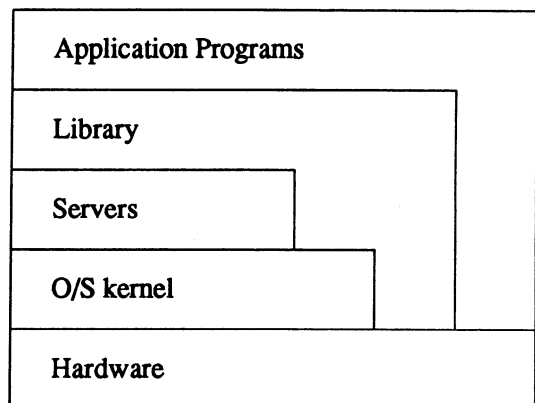 Application Programs
Library
Servers
O/S kernel
Hardware